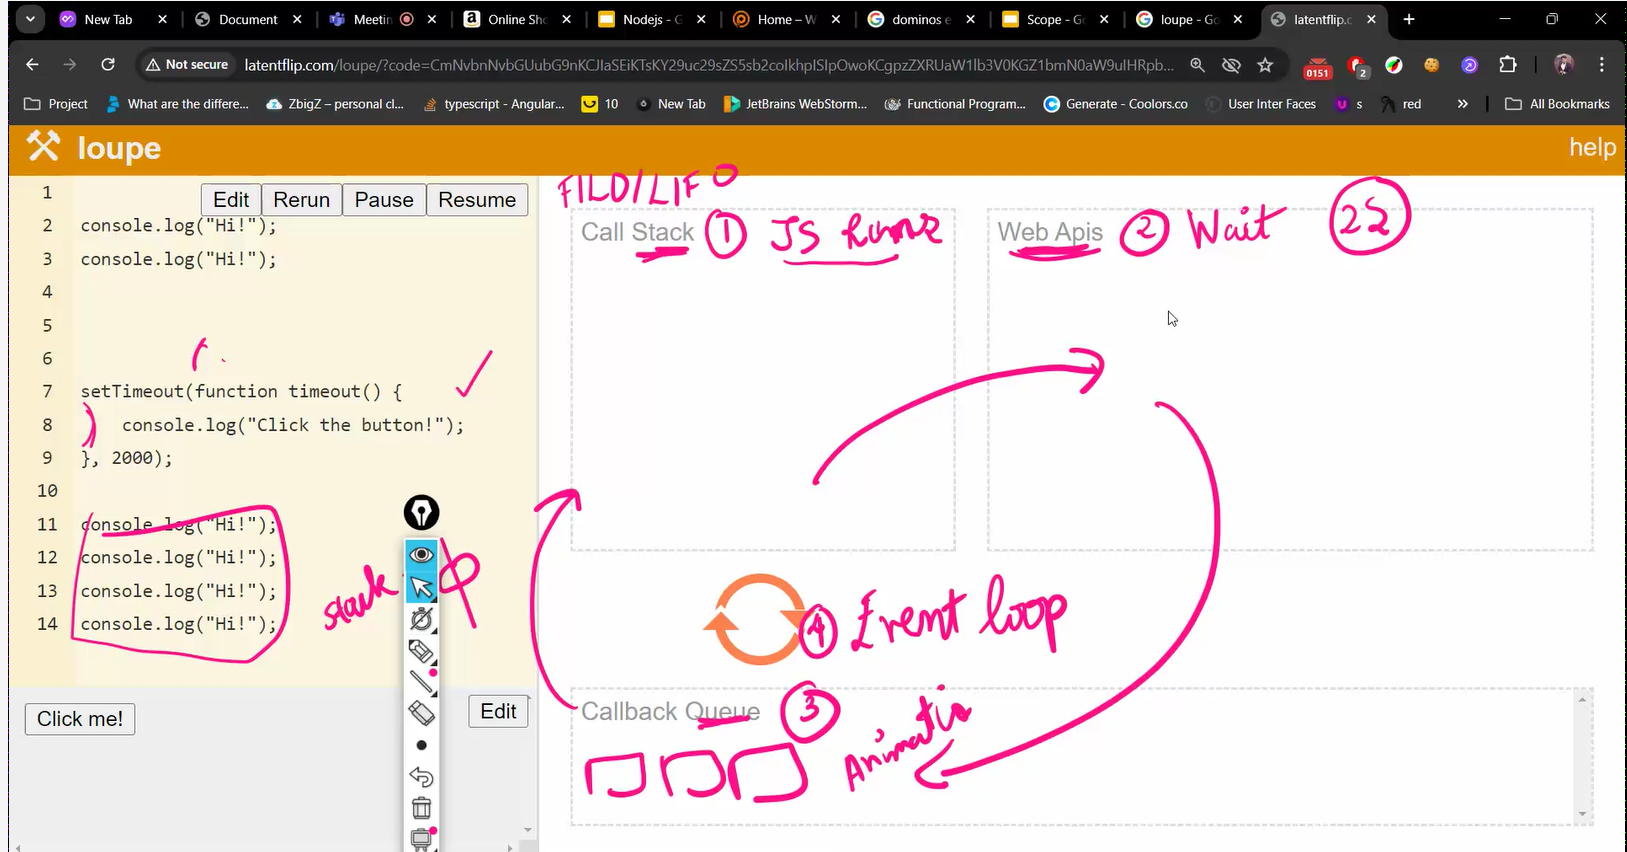 New Tab
Document
Meetin
Online Sho
Nodejs - G
Home – W
dominos e
Scope - Go
loupe - Go
latentflip.c
Not secure
latentflip.com/loupe/?code=CmNvbnNvbGUubG9nKCJIaSEiKTsKY29uc29sZS5sb2coIkhpISIpOwoKCgpzZXRUaW1lb3V0KGZ1bmN0aW9uIHRpb...
0151
2
Project
What are the differe...
ZbigZ – personal cl...
typescript - Angular...
10
New Tab
JetBrains WebStorm...
Functional Program...
Generate - Coolors.co
User Inter Faces
s
red
»
All Bookmarks
loupe
help
Edit
Rerun
Pause
Resume
1
2 console.log("Hi!");
3 console.log("Hi!");
4
5
6
7 setTimeout(function timeout() {
8 console.log("Click the button!");
9 }, 2000);
10
11 console.log("Hi!");
12 console.log("Hi!");
13 console.log("Hi!");
14 console.log("Hi!");
stack
FILO/LIFO
Call Stack 1 JS
Web Apis 2 Wait 2S
4 Event loop
Click me!
Edit
Callback Queue 3
Animatio